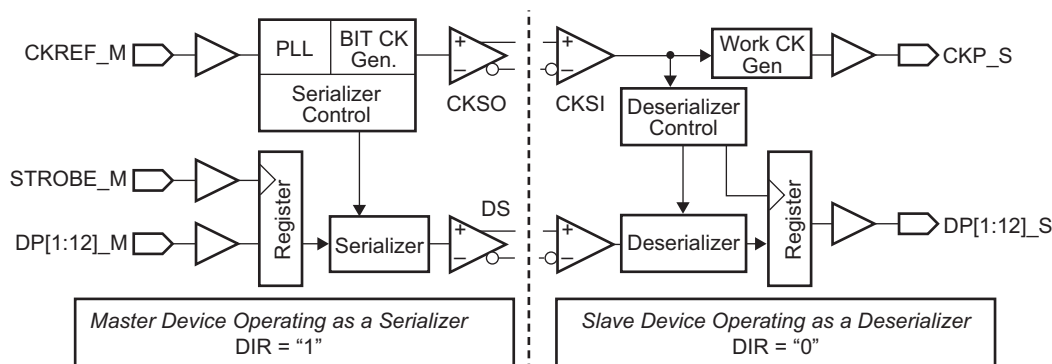 CKREF_M
PLL
BIT CK
Gen.
Serializer
Control
+
−
CKSO
+
−
CKSI
Work CK
Gen
CKP_S
Deserializer
Control
STROBE_M
DP[1:12]_M
Register
Serializer
DS
+
−
+
−
Deserializer
Register
DP[1:12]_S
Master Device Operating as a Serializer
DIR = “1”
Slave Device Operating as a Deserializer
DIR = “0”